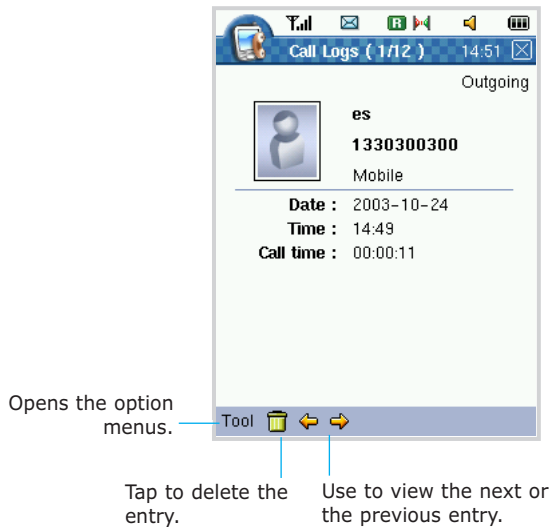 Call Logs ( 1/12 ) 14:51
Outgoing
es
1330300300
Mobile
Date : 2003-10-24
Time : 14:49
Call time : 00:00:11
Opens the option
menus.
Tool
Tap to delete the
entry.
Use to view the next or
the previous entry.